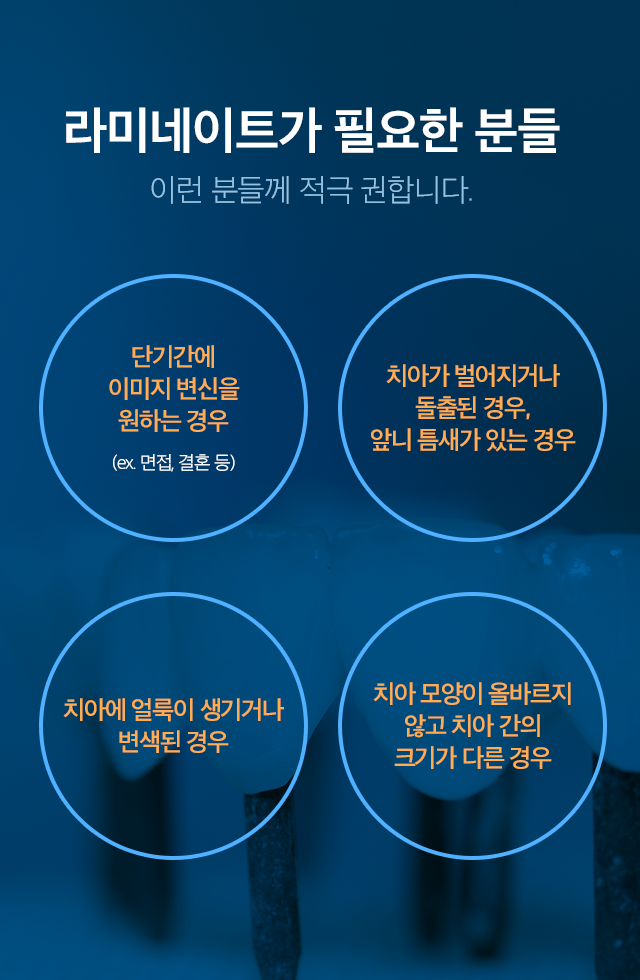 라미네이트가 필요한 분들
이런 분들께 적극 권합니다.
단기간에
이미지 변신을
원하는 경우
(ex. 면접, 결혼 등)
치아가 벌어지거나
돌출된 경우,
앞니 틈새가 있는 경우
치아에 얼룩이 생기거나
변색된 경우
치아 모양이 올바르지
않고 치아 간의
크기가 다른 경우